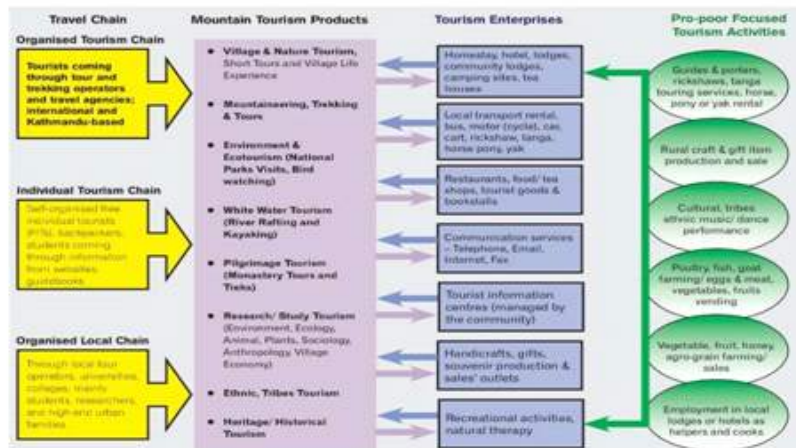 Travel Chain
Organised Tourism Chain
Tourists coming
through tour and
trekking operators
and travel agencies;
international and
Kathmandu-based
Individual Tourism Chain
Self-organised free
individual tourists
(FITs), backpackers,
students coming
through information
from websites,
guidebooks
Organised Local Chain
Through local tour
operators, universities,
colleges; mainly
students, researchers,
and high-end urban
families
Mountain Tourism Products
• Village & Nature Tourism,
Short Tours and Village Life
Experience
• Mountaineering, Trekking
& Tours
• Environment &
Ecotourism (National
Parks Visits, Bird
watching)
• White Water Tourism
(River Rafting and
Kayaking)
• Pilgrimage Tourism
(Monastery Tours and
Treks)
• Research/ Study Tourism
(Environment, Ecology,
Animal, Plants, Sociology,
Anthropology, Village
Economy)
• Ethnic, Tribes Tourism
• Heritage/ Historical
Tourism
Tourism Enterprises
Homestay, hotel, lodges,
community lodges,
camping sites, tea
houses
Local transport rental,
bus, motor (cycle), car,
cart, rickshaw, tanga,
horse pony, yak
Restaurants, food/ tea
shops, tourist goods &
bookstalls
Communication services
- Telephone, Email,
Internet, Fax
Tourist information
centres (managed by
the community)
Handicrafts, gifts,
souvenir production &
sales' outlets
Recreational activities,
natural therapy
Pro-poor Focused
Tourism Activities
Guides & porters,
rickshaws, tanga
touring services, horse,
pony or yak rental
Rural craft & gift item
production and sale
Cultural, tribes
ethnic music/ dance
performance
Poultry, fish, goat
farming/ eggs & meat,
vegetables, fruits
vending
Vegetable, fruit, honey,
agro-grain farming/
sales
Employment in local
lodges or hotels as
helpers and cooks